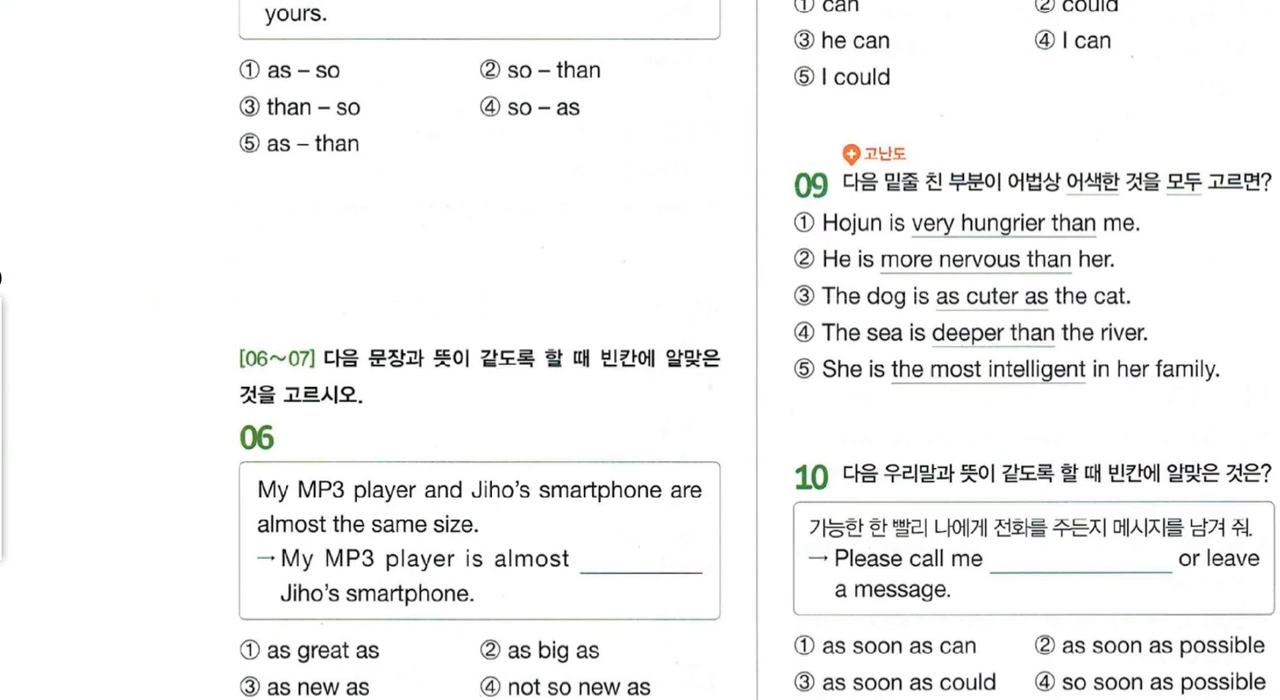 yours.
① as – so ② so – than
③ than – so ④ so – as
⑤ as – than
[06~07] 다음 문장과 뜻이 같도록 할 때 빈칸에 알맞은
것을 고르시오.
06
My MP3 player and Jiho's smartphone are
almost the same size.
→ My MP3 player is almost ________
Jiho's smartphone.
① as great as ② as big as
③ as new as ④ not so new as
① can ② could
③ he can ④ I can
⑤ I could
고난도
09 다음 밑줄 친 부분이 어법상 어색한 것을 모두 고르면?
① Hojun is very hungrier than me.
② He is more nervous than her.
③ The dog is as cuter as the cat.
④ The sea is deeper than the river.
⑤ She is the most intelligent in her family.
10 다음 우리말과 뜻이 같도록 할 때 빈칸에 알맞은 것은?
가능한 한 빨리 나에게 전화를 주든지 메시지를 남겨 줘.
→ Please call me ____________ or leave
a message.
① as soon as can ② as soon as possible
③ as soon as could ④ so soon as possible